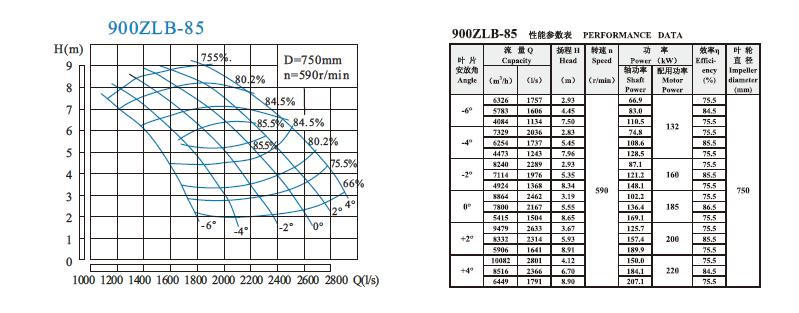 900ZLB-85
H(m)
9
8
7
6
5
4
3
2
1
0
755%.
80.2%
84.5%
85.5%
84.5%
85.5%
80.2%
75.5%
66%
D=750mm
n=590r/min
-6°
-4°
-2°
0°
2°
4°
1000 1200 1400 1600 1800 2000 2200 2400 2600 2800 Q(l/s)
900ZLB-85 性能参数表 PERFORMANCE DATA
叶 片 安放角 Angle
流 量 Q Capacity
(m³/h) (l/s)
扬程 H Head (m)
转速 n Speed (r/min)
功 率 Power (kW)
轴功率 Shaft Power
配用功率 Motor Power
效率η Effici-ency (%)
叶 轮 直 径 Impeller diameter (mm)
-6° 6326 1757 2.93 66.9 75.5
5783 1606 4.45 83.0 84.5
4084 1134 7.50 110.5 75.5
132
-4° 7329 2036 2.83 74.8 75.5
6254 1737 5.45 108.6 85.5
4473 1243 7.96 128.5 75.5
-2° 8240 2289 2.93 87.1 75.5
7114 1976 5.35 121.2 160 85.5
4924 1368 8.34 148.1 75.5
590
750
0° 8864 2462 3.19 102.2 75.5
7800 2167 5.55 136.4 185 86.5
5415 1504 8.65 169.1 75.5
+2° 9479 2633 3.67 125.7 75.5
8332 2314 5.93 157.4 200 85.5
5906 1641 8.91 189.9 75.5
+4° 10082 2801 4.12 150.0 75.5
8516 2366 6.70 184.1 220 84.5
6449 1791 8.90 207.1 75.5